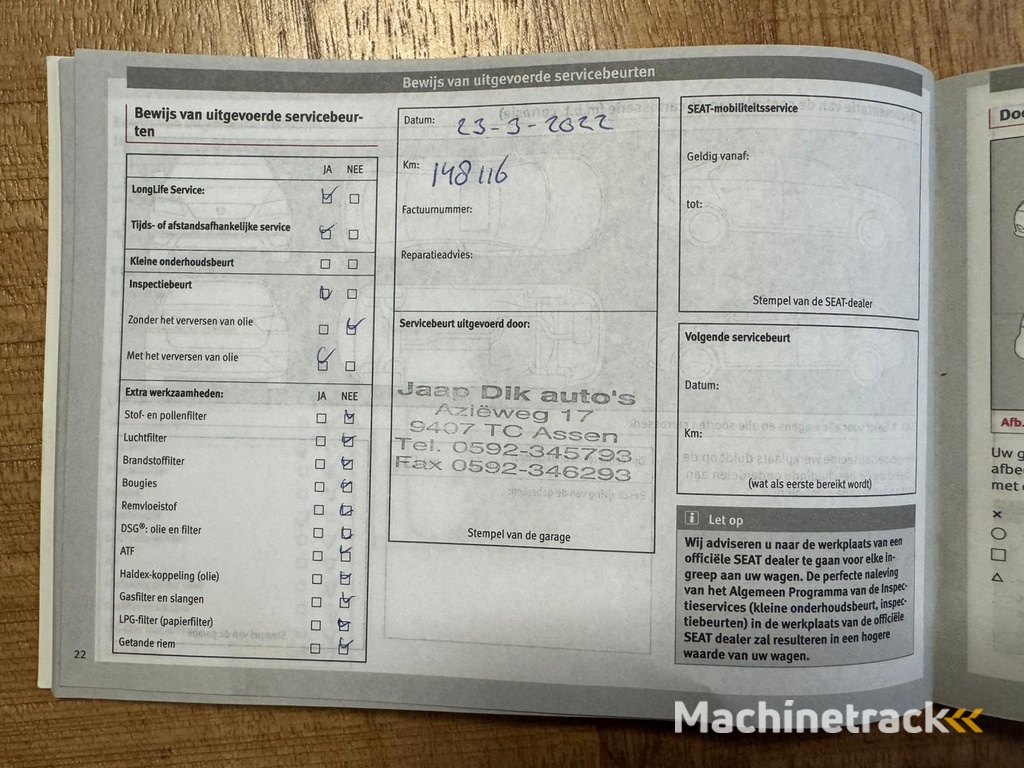 Bewijs van uitgevoerde servicebeurten
Bewijs van uitgevoerde servicebeur-
ten
JA NEE
LongLife Service:
Tijds- of afstandsafhankelijke service
Kleine onderhoudsbeurt
Inspectiebeurt
Zonder het verversen van olie
Met het verversen van olie
Extra werkzaamheden: JA NEE
Stof- en pollenfilter
Luchtfilter
Brandstoffilter
Bougies
Remvloeistof
DSG®: olie en filter
ATF
Haldex-koppeling (olie)
Gasfilter en slangen
LPG-filter (papierfilter)
Getande riem
22
Datum: 23-3-2022
Km: 148116
Factuurnummer:
Reparatieadvies:
Servicebeurt uitgevoerd door:
Jaap Dik auto's
Aziëweg 17
9407 TC Assen
Tel. 0592-345793
Fax 0592-346293
Stempel van de garage
SEAT-mobiliteitsservice
Geldig vanaf:
tot:
Stempel van de SEAT-dealer
Volgende servicebeurt
Datum:
Km:
(wat als eerste bereikt wordt)
i Let op
Wij adviseren u naar de werkplaats van een
officiële SEAT dealer te gaan voor elke in-
greep aan uw wagen. De perfecte naleving
van het Algemeen Programma van de Inspec-
tieservices (kleine onderhoudsbeurt, inspec-
tiebeurten) in de werkplaats van de officiële
SEAT dealer zal resulteren in een hogere
waarde van uw wagen.
Afb.
Uw g
afbe
met
Machinetrack